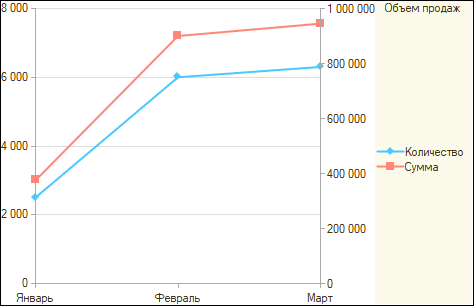 Объем продаж
8 000
6 000
4 000
2 000
0
1 000 000
800 000
600 000
400 000
200 000
0
Январь
Февраль
Март
Количество
Сумма